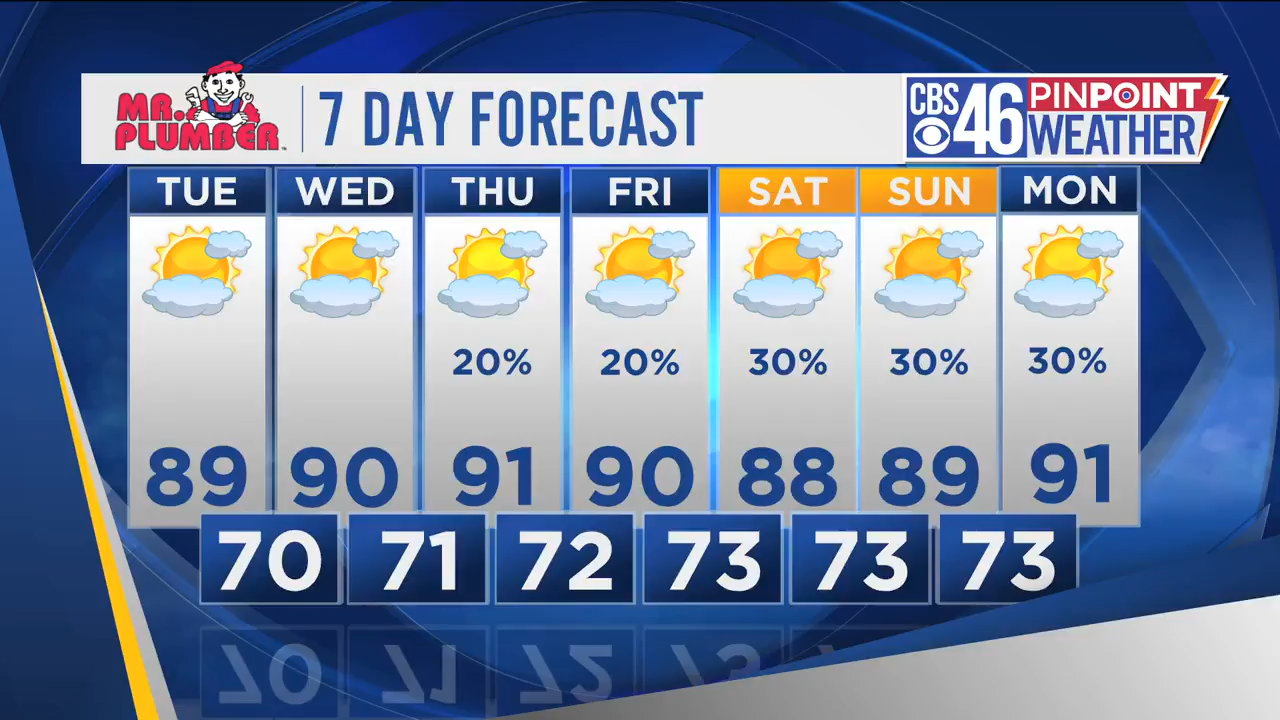 MR. PLUMBER™
7 DAY FORECAST
CBS 46 PINPOINT WEATHER
TUE WED THU FRI SAT SUN MON
20% 20% 30% 30% 30%
89 90 91 90 88 89 91
70 71 72 73 73 73